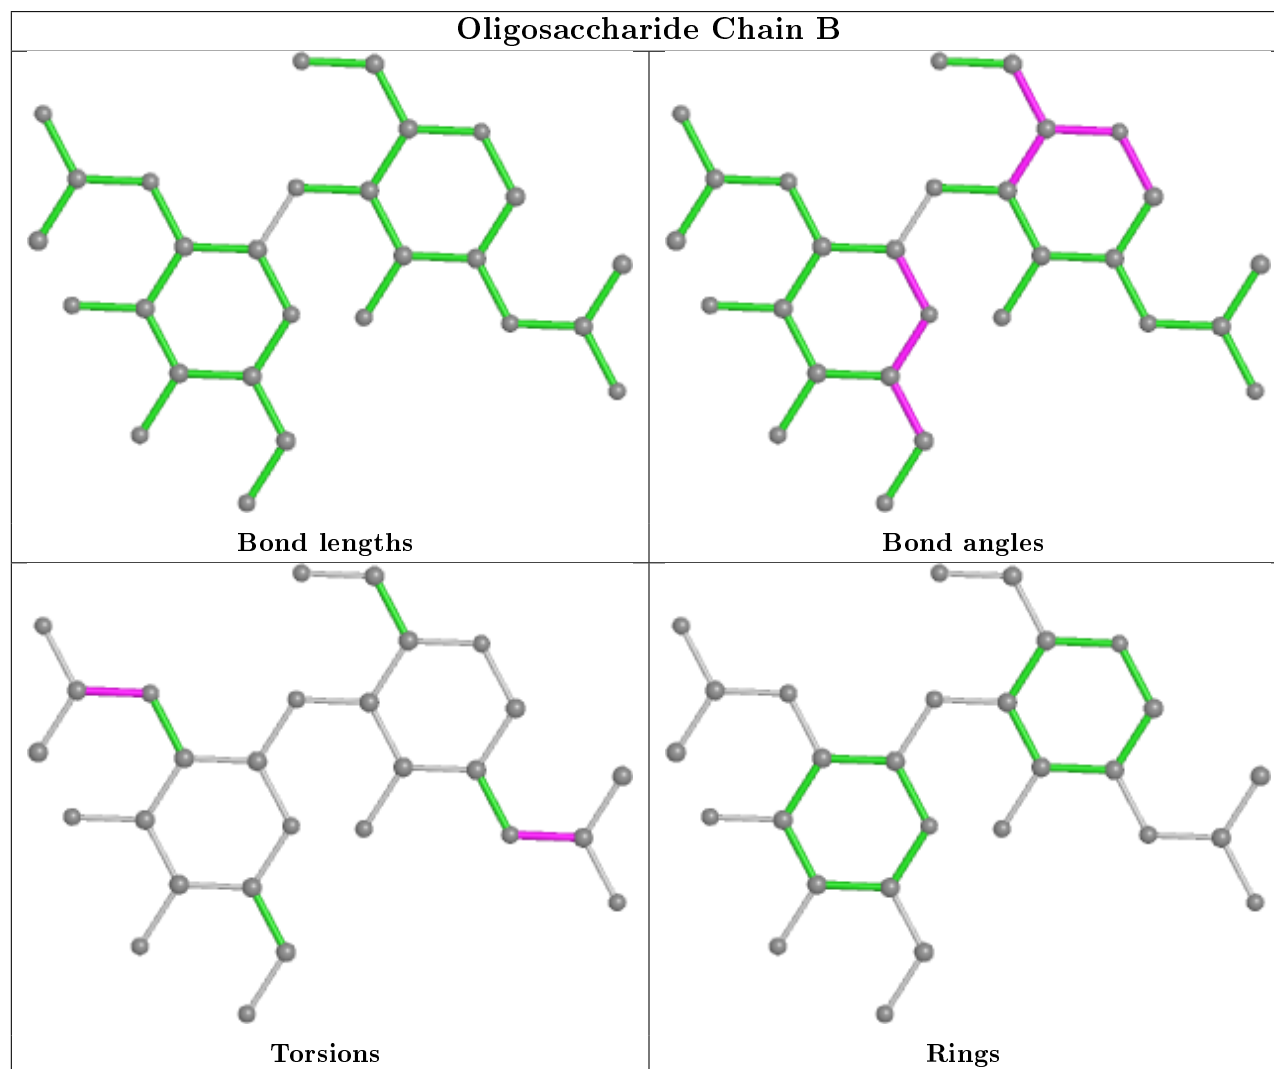 Oligosaccharide Chain B
Bond lengths
Bond angles
Torsions
Rings